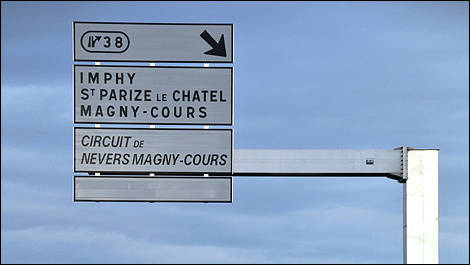 38
IMPHY
ST PARIZE LE CHATEL
MAGNY-COURS
CIRCUIT DE
NEVERS MAGNY-COURS